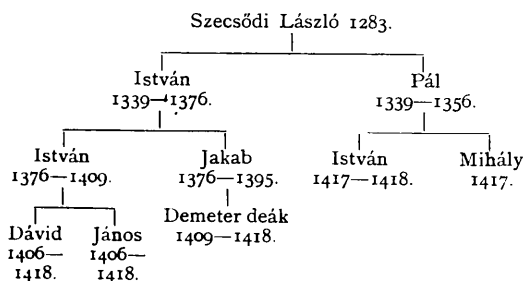 Szecsődi László 1283.
István Pál
1339—1376. 1339—1356.
István Jakab István Mihály
1376—1409. 1376—1395. 1417—1418. 1417.
Demeter deák
Dávid János 1409—1418.
1406— 1406—
1418. 1418.